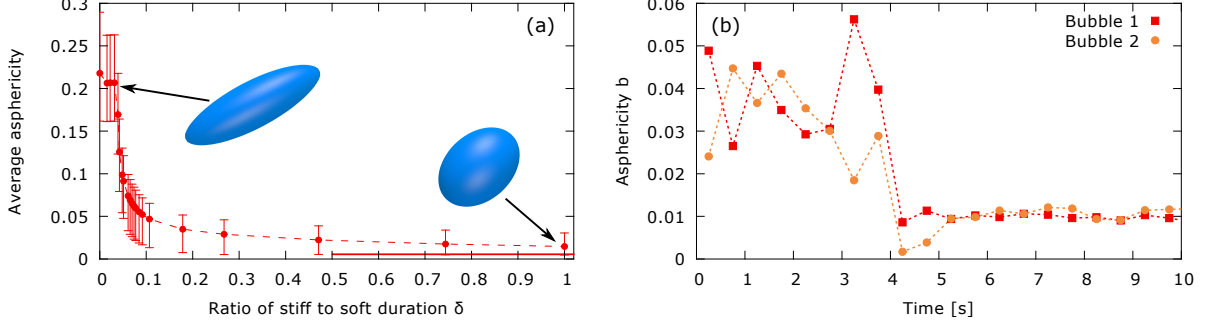 (a)
Average asphericity
0.3
0.25
0.2
0.15
0.1
0.05
0
0 0.1 0.2 0.3 0.4 0.5 0.6 0.7 0.8 0.9 1
Ratio of stiff to soft duration δ
(b)
Bubble 1
Bubble 2
Asphericity b
0.06
0.05
0.04
0.03
0.02
0.01
0.00
0 1 2 3 4 5 6 7 8 9 10
Time [s]